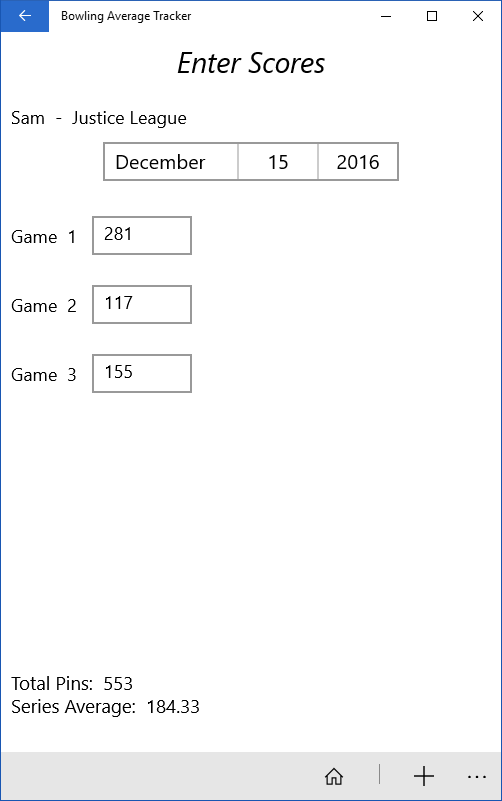 Bowling Average Tracker
Enter Scores
Sam - Justice League
December 15 2016
Game 1 281
Game 2 117
Game 3 155
Total Pins: 553
Series Average: 184.33